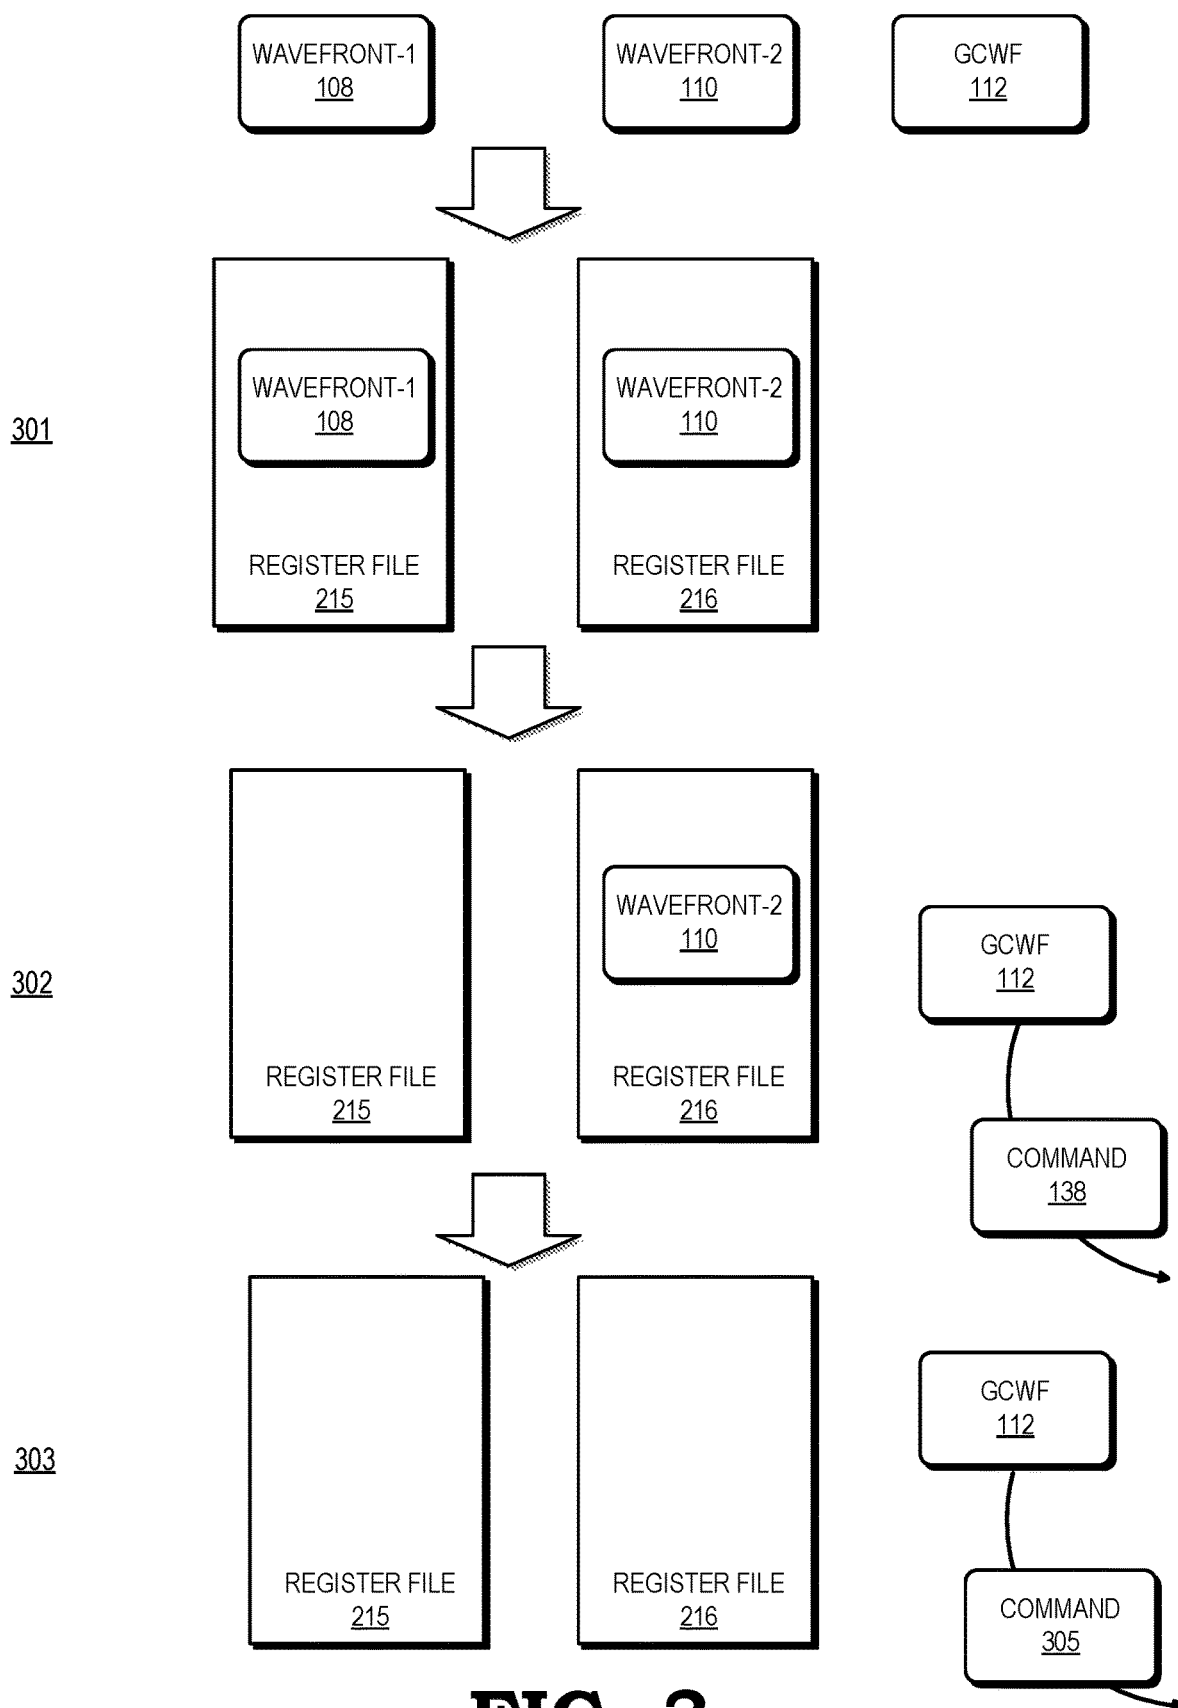 WAVEFRONT-1
108
WAVEFRONT-2
110
GCWF
112
301
WAVEFRONT-1
108
REGISTER FILE
215
WAVEFRONT-2
110
REGISTER FILE
216
302
REGISTER FILE
215
WAVEFRONT-2
110
REGISTER FILE
216
GCWF
112
COMMAND
138
303
REGISTER FILE
215
REGISTER FILE
216
GCWF
112
COMMAND
305